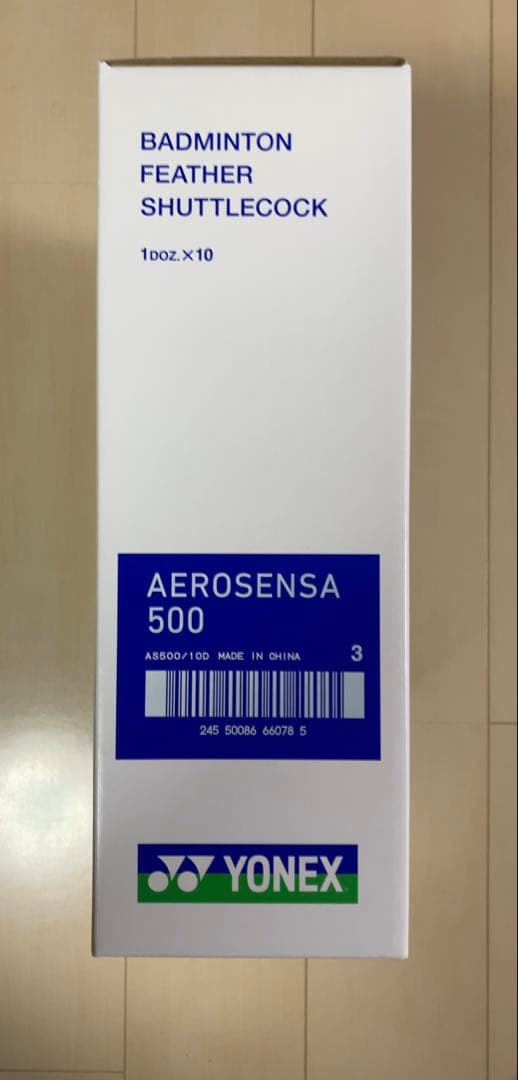 BADMINTON
FEATHER
SHUTTLECOCK
1DOZ.×10
AEROSENSA
500
AS500/10D MADE IN CHINA 3
245 50086 66078 5
YONEX